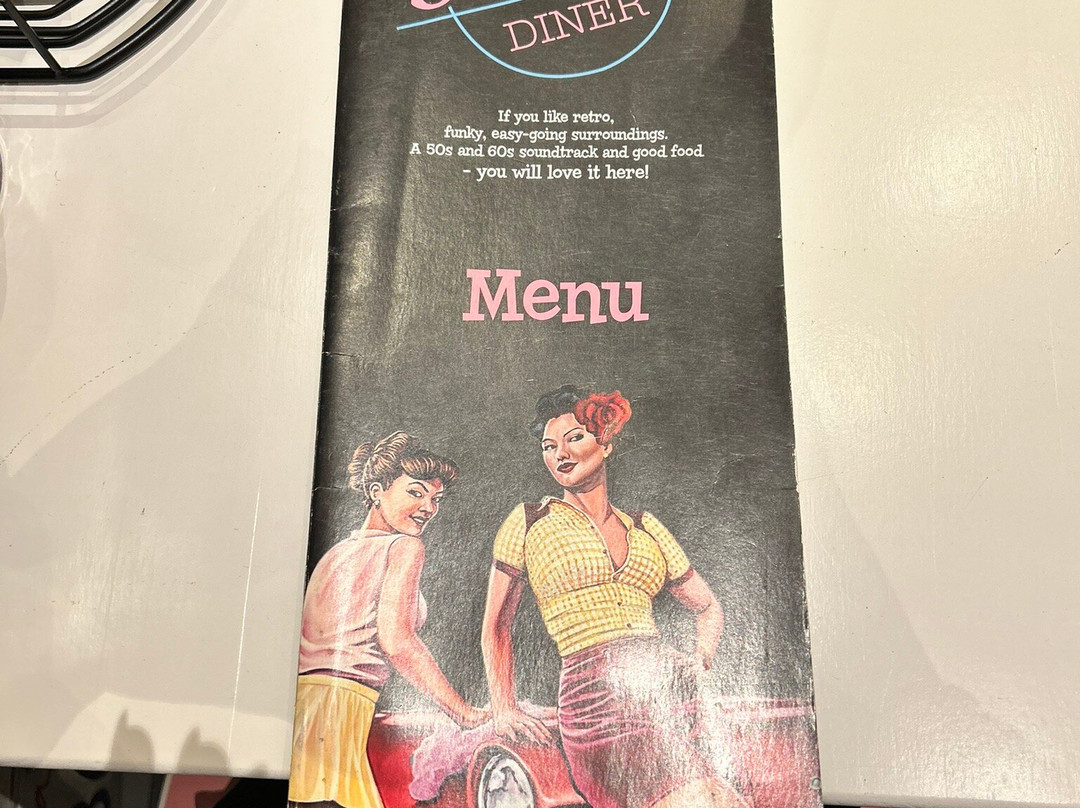 DINER
If you like retro,
funky, easy-going surroundings.
A 50s and 60s soundtrack and good food
- you will love it here!
Menu